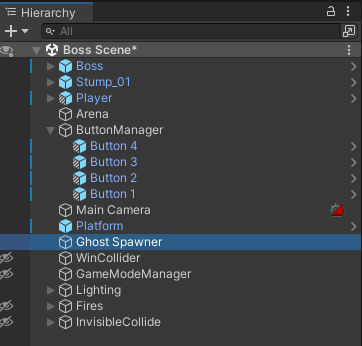 Hierarchy
All
Boss Scene*
Boss
Stump_01
Player
Arena
ButtonManager
Button 4
Button 3
Button 2
Button 1
Main Camera
Platform
Ghost Spawner
WinCollider
GameModeManager
Lighting
Fires
InvisibleCollide